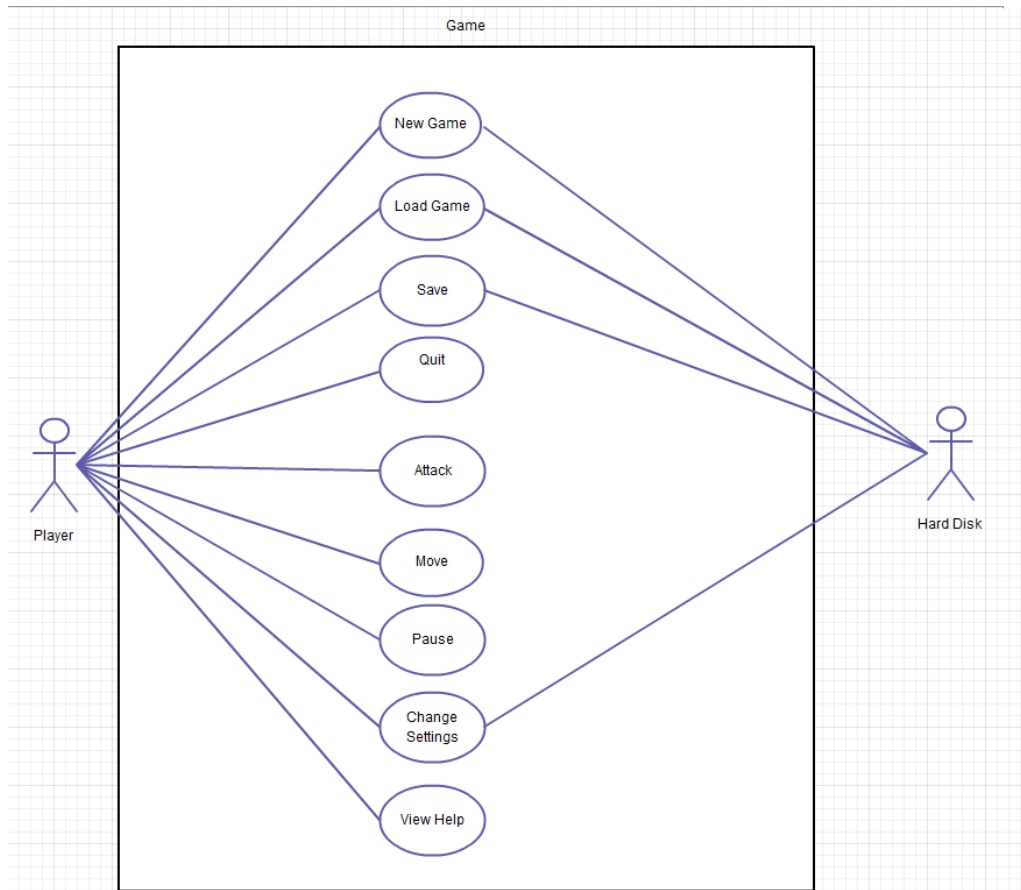 Game
New Game
Load Game
Save
Quit
Attack
Player
Hard Disk
Move
Pause
Change
Settings
View Help